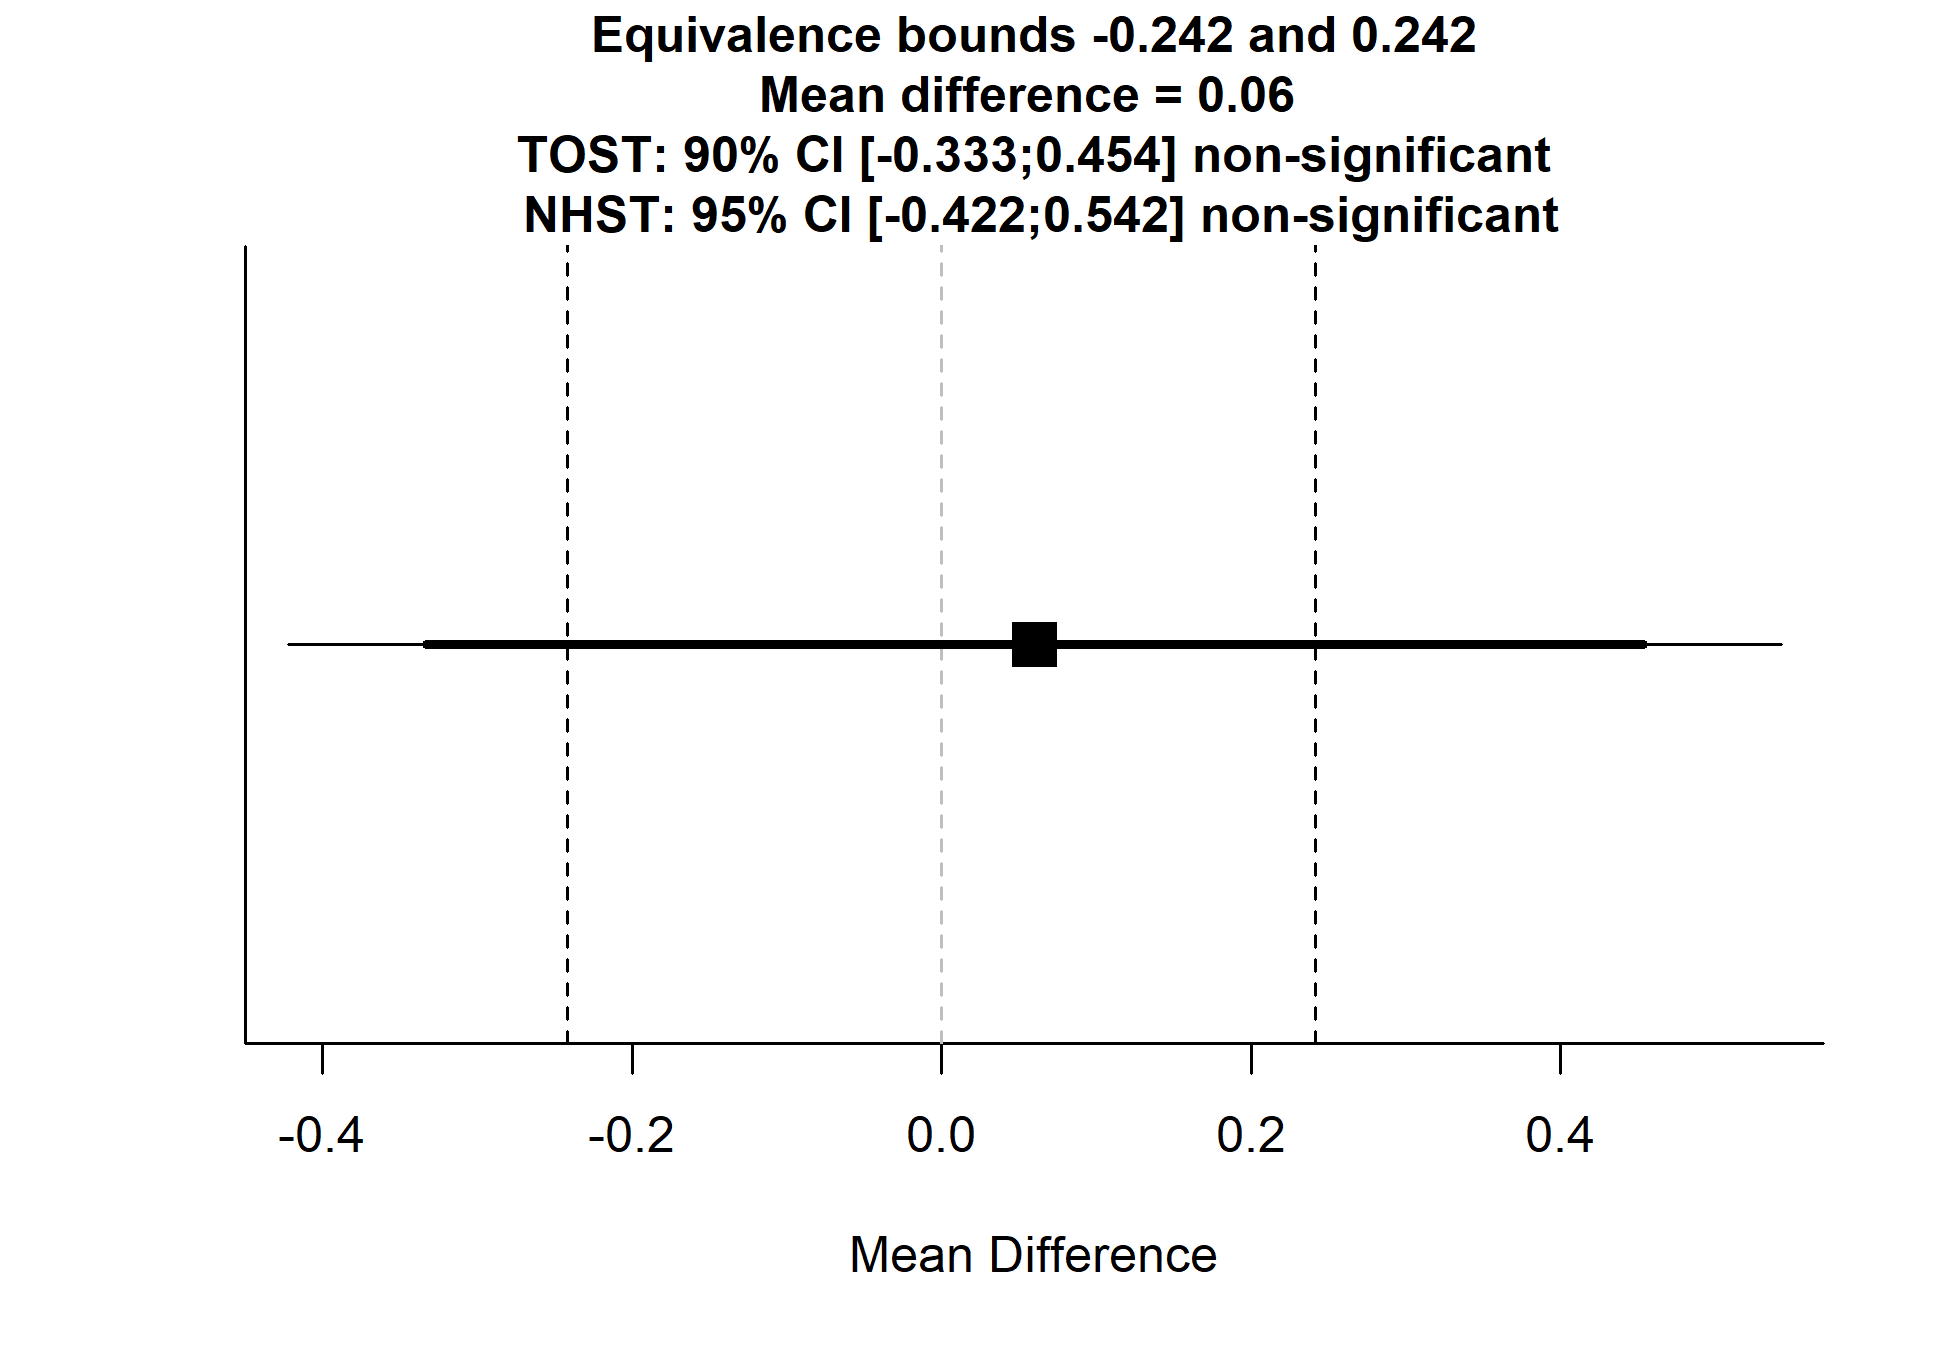 Equivalence bounds -0.242 and 0.242
Mean difference = 0.06
TOST: 90% CI [-0.333;0.454] non-significant
NHST: 95% CI [-0.422;0.542] non-significant
-0.4 -0.2 0.0 0.2 0.4
Mean Difference